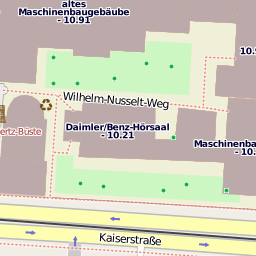 altes
Maschinenbaugebäube
- 10.91
10.9
Wilhelm-Nusselt-Weg
Daimler/Benz-Hörsaal
- 10.21
ertz-Büste
Maschinenba
- 10.
Kaiserstraße